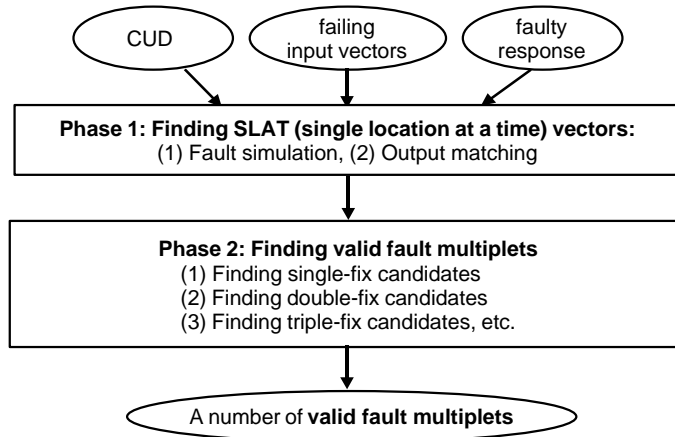 CUD
failing
input vectors
faulty
response
Phase 1: Finding SLAT (single location at a time) vectors:
(1) Fault simulation, (2) Output matching
Phase 2: Finding valid fault multiplets
(1) Finding single-fix candidates
(2) Finding double-fix candidates
(3) Finding triple-fix candidates, etc.
A number of valid fault multiplets